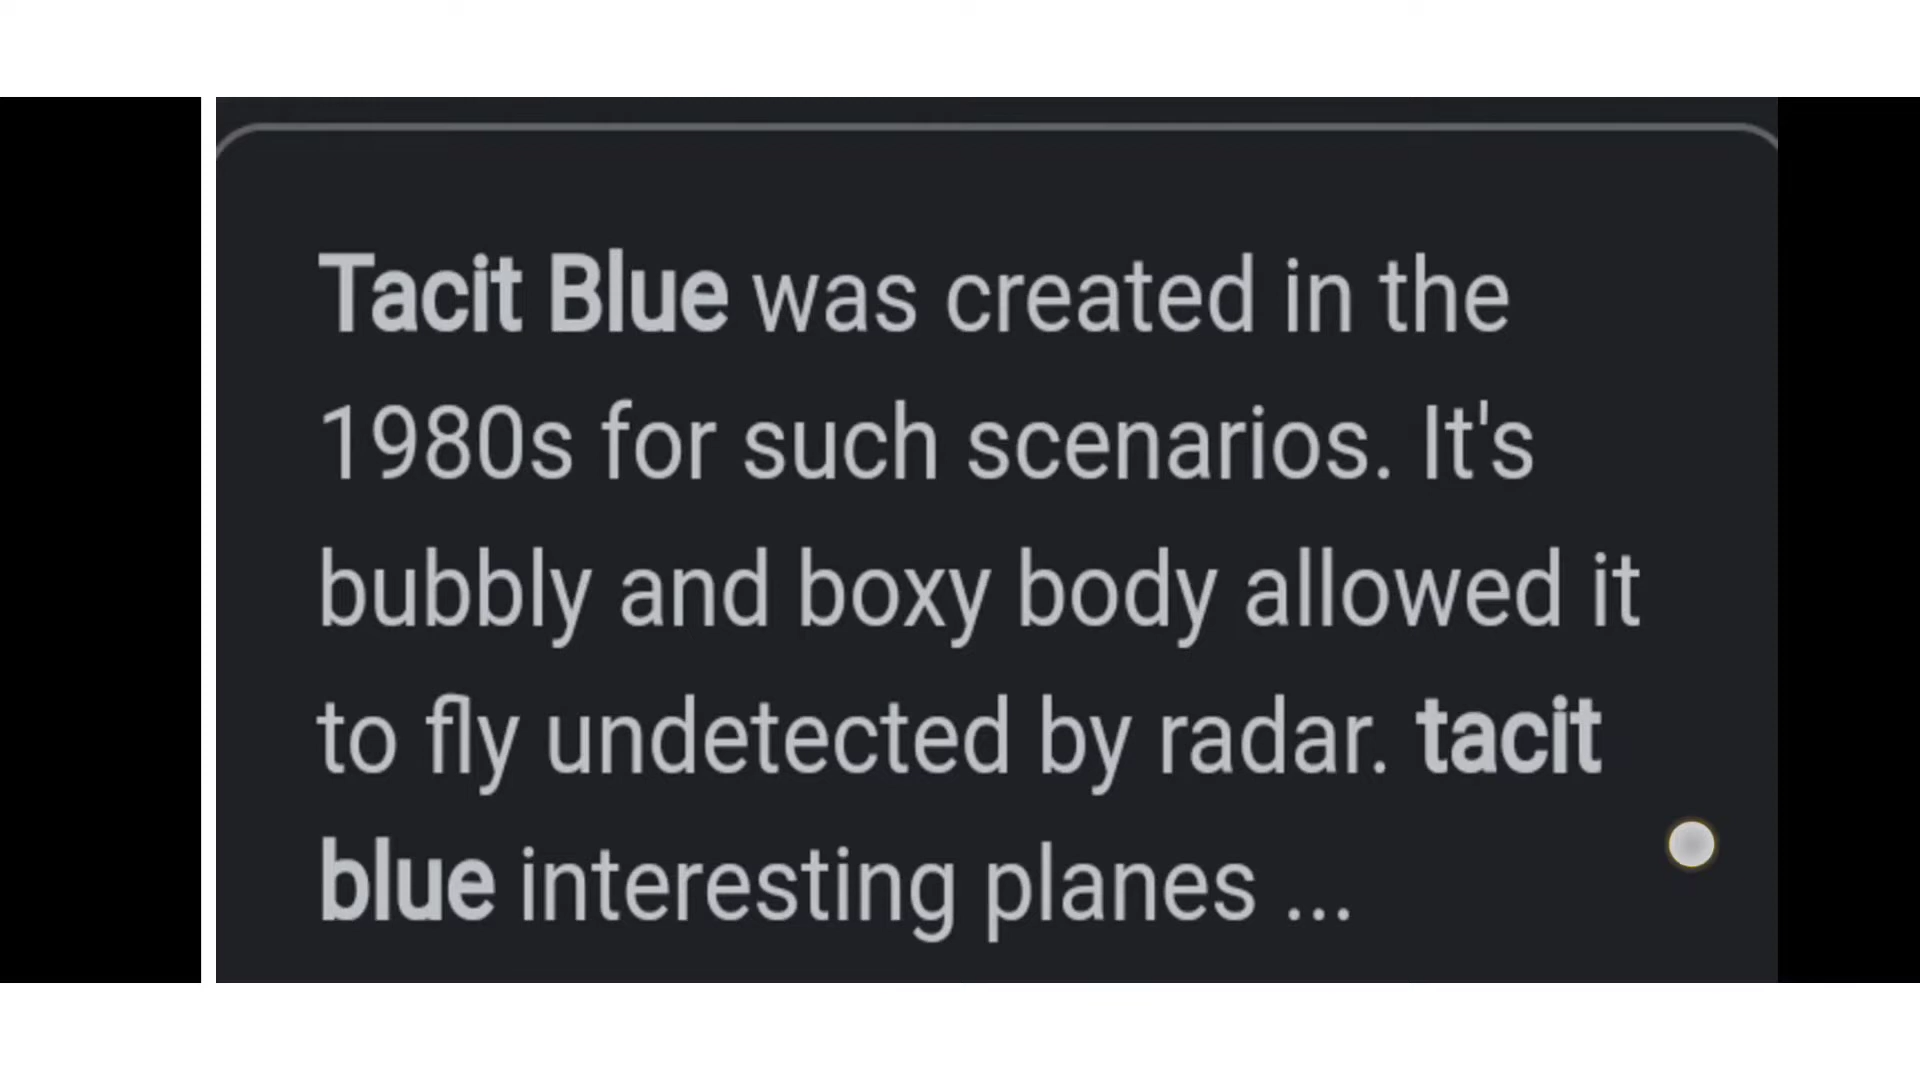 Tacit Blue was created in the
1980s for such scenarios. It's
bubbly and boxy body allowed it
to fly undetected by radar. tacit
blue interesting planes ...